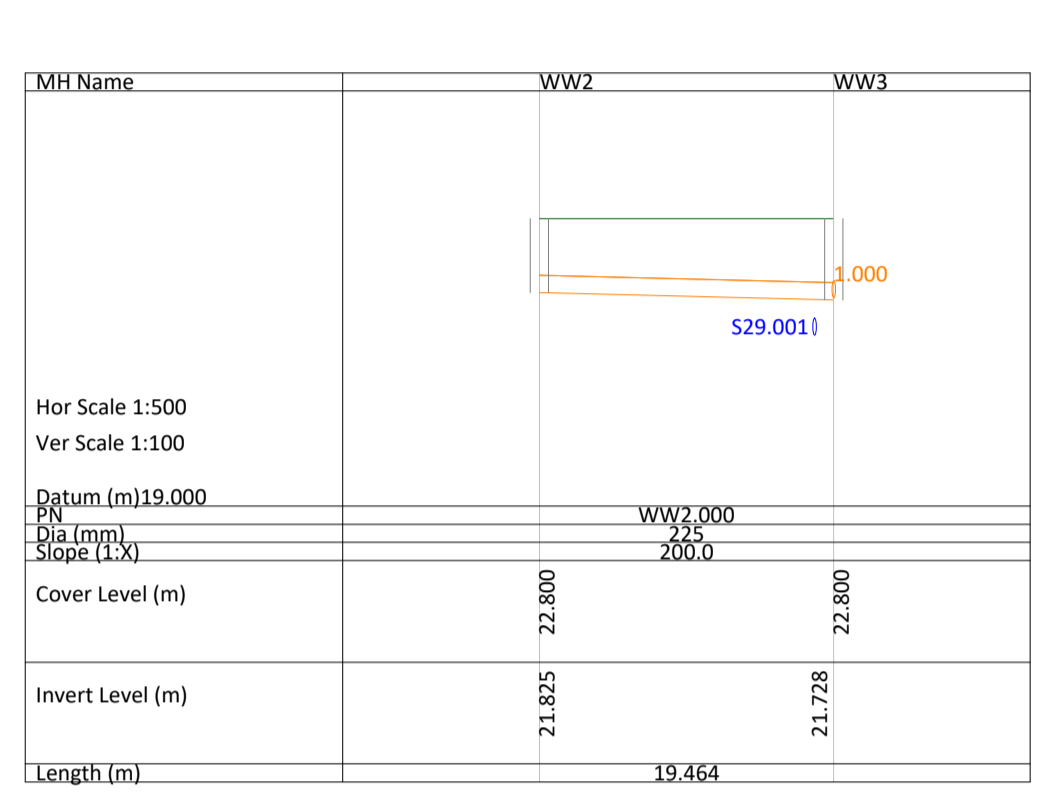 MH Name WW2 WW3
1.000
S29.001
Hor Scale 1:500
Ver Scale 1:100
Datum (m)19.000
PN WW2.000
Dia (mm) 225
Slope (1:X) 200.0
Cover Level (m) 22.800 22.800
Invert Level (m) 21.825 21.728
Length (m) 19.464